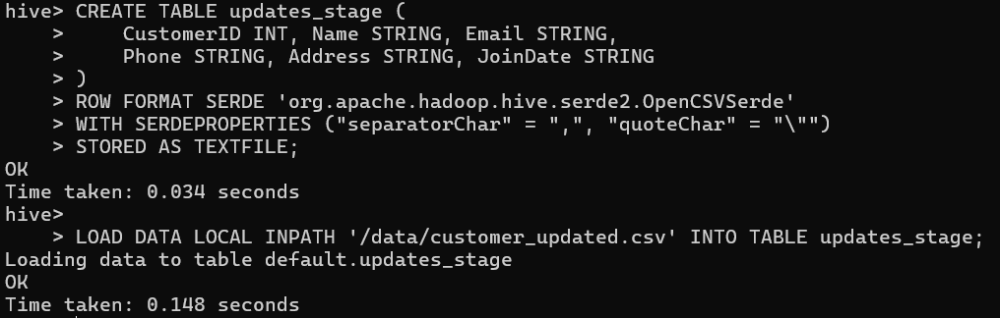 hive> CREATE TABLE updates_stage (
    >     CustomerID INT, Name STRING, Email STRING,
    >     Phone STRING, Address STRING, JoinDate STRING
    > )
    > ROW FORMAT SERDE 'org.apache.hadoop.hive.serde2.OpenCSVSerde'
    > WITH SERDEPROPERTIES ("separatorChar" = ",", "quoteChar" = "\"")
    > STORED AS TEXTFILE;
OK
Time taken: 0.034 seconds
hive>
    > LOAD DATA LOCAL INPATH '/data/customer_updated.csv' INTO TABLE updates_stage;
Loading data to table default.updates_stage
OK
Time taken: 0.148 seconds